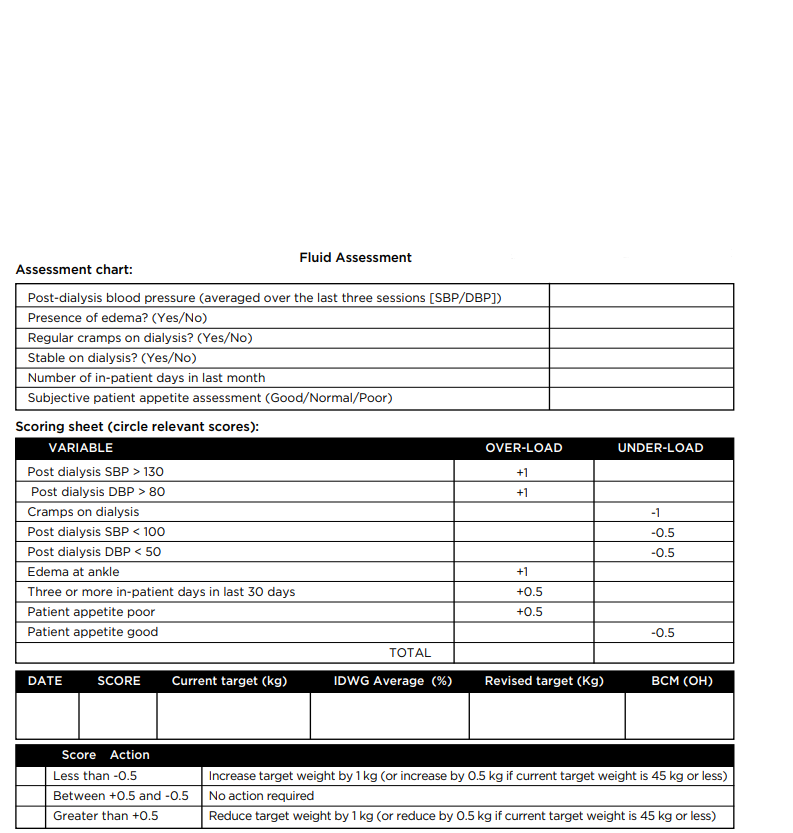 Fluid Assessment
Assessment chart:
Post-dialysis blood pressure (averaged over the last three sessions [SBP/DBP])
Presence of edema? (Yes/No)
Regular cramps on dialysis? (Yes/No)
Stable on dialysis? (Yes/No)
Number of in-patient days in last month
Subjective patient appetite assessment (Good/Normal/Poor)
Scoring sheet (circle relevant scores):
VARIABLE OVER-LOAD UNDER-LOAD
Post dialysis SBP > 130 +1
Post dialysis DBP > 80 +1
Cramps on dialysis -1
Post dialysis SBP < 100 -0.5
Post dialysis DBP < 50 -0.5
Edema at ankle +1
Three or more in-patient days in last 30 days +0.5
Patient appetite poor +0.5
Patient appetite good -0.5
TOTAL
DATE SCORE Current target (kg) IDWG Average (%) Revised target (Kg) BCM (OH)
Score Action
Less than -0.5 Increase target weight by 1 kg (or increase by 0.5 kg if current target weight is 45 kg or less)
Between +0.5 and -0.5 No action required
Greater than +0.5 Reduce target weight by 1 kg (or reduce by 0.5 kg if current target weight is 45 kg or less)